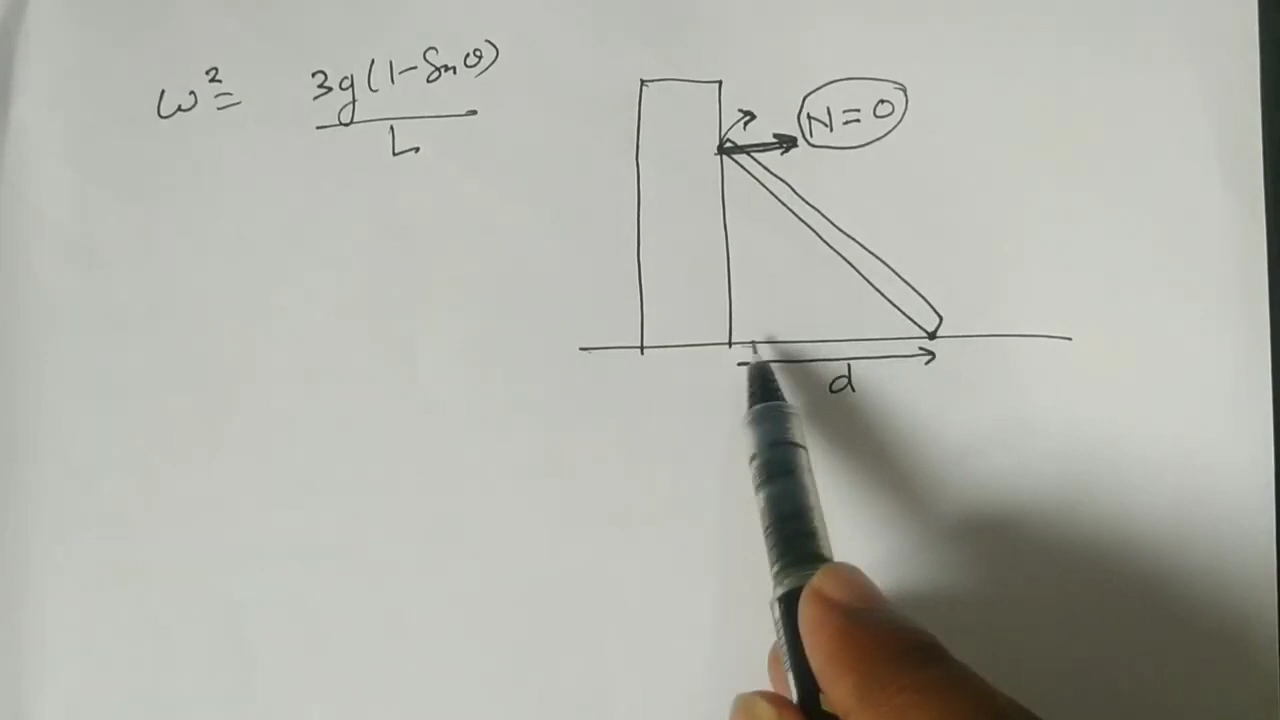 ω² = 3g(1-Sinθ)
L
N=0
d